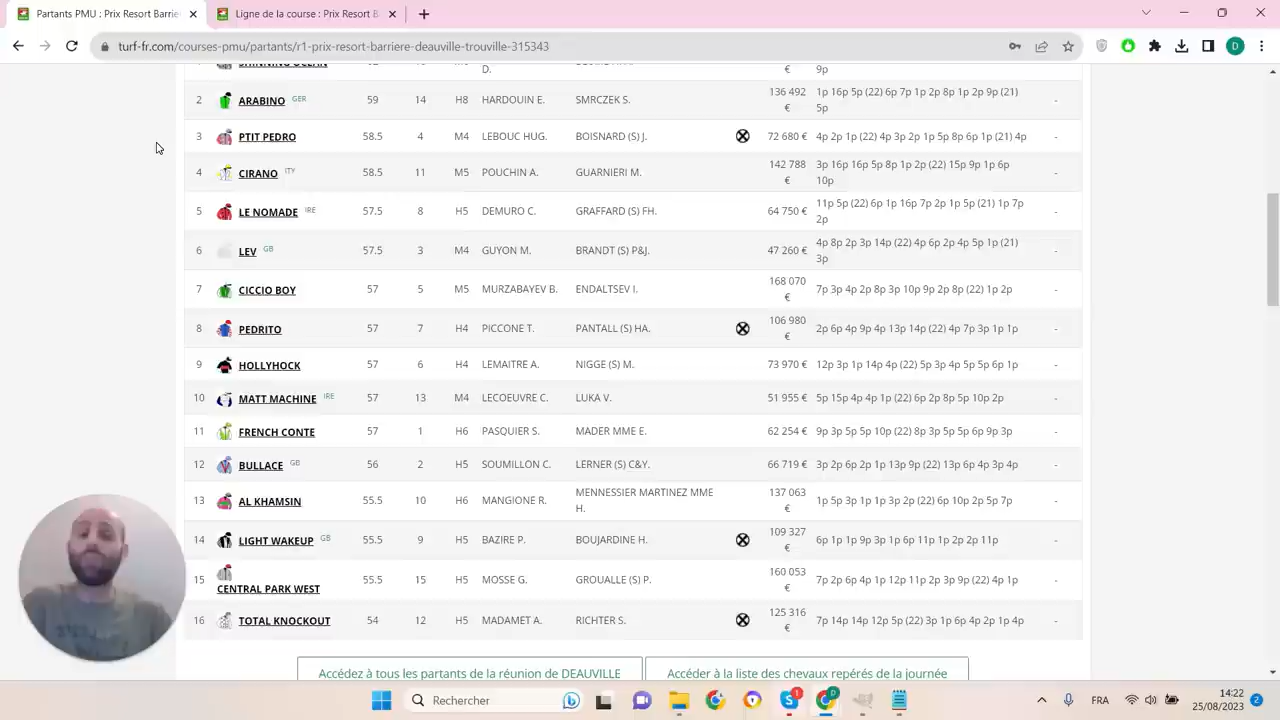 Partants PMU : Prix Resort Barrie
Ligne de course : Prix Resort B
turf-fr.com/courses-pmu/partants/r1-prix-resort-barriere-deauville-trouville-315343
D
D. 9p
€
2 ARABINO GER 59 14 H8 HARDOUIN E. SMRCZEK S. 136 492 € 1p 16p 5p (22) 6p 7p 1p 2p 8p 1p 2p 9p (21) 5p -
3 PTIT PEDRO 58.5 4 M4 LEBOUC HUG. BOISNARD (S) J. 72 680 € 4p 2p 1p (22) 4p 3p 2p 1p 5p 8p 6p 1p (21) 4p -
4 CIRANO ITY 58.5 11 M5 POUCHIN A. GUARNIERI M. 142 788 € 3p 16p 16p 5p 8p 1p 2p (22) 15p 9p 1p 6p 10p -
5 LE NOMADE IRE 57.5 8 H5 DEMURO C. GRAFFARD (S) FH. 64 750 € 11p 5p (22) 6p 1p 16p 7p 2p 1p 5p (21) 1p 7p 2p -
6 LEV GB 57.5 3 M4 GUYON M. BRANDT (S) P&J. 47 260 € 4p 8p 2p 3p 14p (22) 4p 6p 2p 4p 5p 1p (21) 3p -
7 CICCIO BOY 57 5 M5 MURZABAYEV B. ENDALTSEV I. 168 070 € 7p 3p 4p 2p 8p 3p 10p 9p 2p 8p (22) 1p 2p -
8 PEDRITO 57 7 H4 PICCONE T. PANTALL (S) HA. 106 980 € 2p 6p 4p 9p 4p 13p 14p (22) 4p 7p 3p 1p 1p -
9 HOLLYHOCK 57 6 H4 LEMAITRE A. NIGGE (S) M. 73 970 € 12p 3p 1p 14p 4p (22) 5p 3p 4p 5p 5p 6p 1p -
10 MATT MACHINE IRE 57 13 M4 LECOEUVRE C. LUKA V. 51 955 € 5p 15p 4p 4p 1p (22) 6p 2p 8p 5p 10p 2p -
11 FRENCH CONTE 57 1 H6 PASQUIER S. MADER MME E. 62 254 € 9p 3p 5p 5p 10p (22) 8p 3p 5p 5p 6p 9p 3p -
12 BULLACE GB 56 2 H5 SOUMILLON C. LERNER (S) C&Y. 66 719 € 3p 2p 6p 2p 1p 13p 9p (22) 13p 6p 4p 3p 4p -
13 AL KHAMSIN 55.5 10 H6 MANGIONE R. MENNESSIER MARTINEZ MME H. 137 063 € 1p 5p 3p 1p 1p 3p 2p (22) 6p 10p 2p 5p 7p -
14 LIGHT WAKEUP GB 55.5 9 H5 BAZIRE P. BOUJARDINE H. 109 327 € 6p 1p 1p 9p 3p 1p 6p 11p 1p 2p 2p 11p -
15 CENTRAL PARK WEST 55.5 15 H5 MOSSE G. GROUALLE (S) P. 160 053 € 7p 2p 6p 4p 1p 12p 11p 2p 3p 9p (22) 4p 1p -
16 TOTAL KNOCKOUT 54 12 H5 MADAMET A. RICHTER S. 125 316 € 7p 14p 14p 12p 5p (22) 3p 1p 6p 4p 2p 1p 4p -
Accédez à tous les partants de la réunion de DEAUVILLE
Accéder à la liste des chevaux repérés de la journée
Rechercher
FRA
14:22
25/08/2023